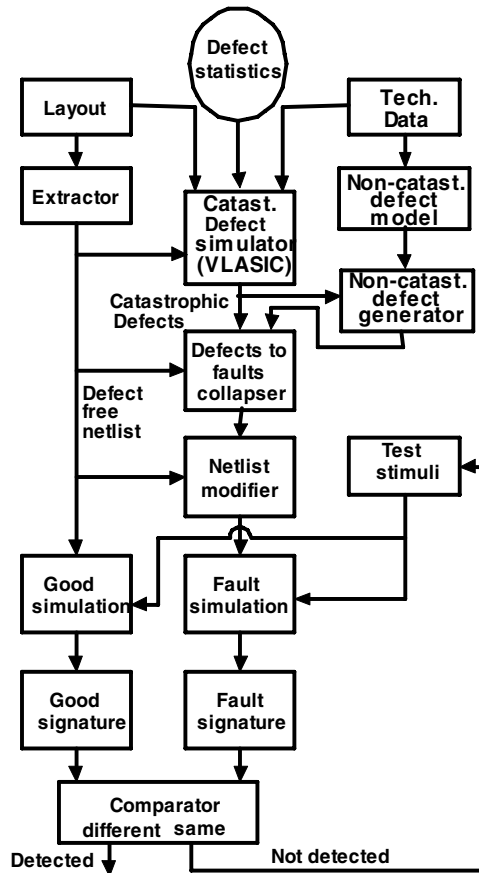 Defect
statistics
Layout
Tech.
Data
Extractor
Catast.
Defect
simulator
(VLASIC)
Non-catast.
defect
model
Catastrophic
Defects
Non-catast.
defect
generator
Defects to
faults
collapser
Defect
free
netlist
Netlist
modifier
Test
stimuli
Good
simulation
Fault
simulation
Good
signature
Fault
signature
Comparator
different same
Detected
Not detected